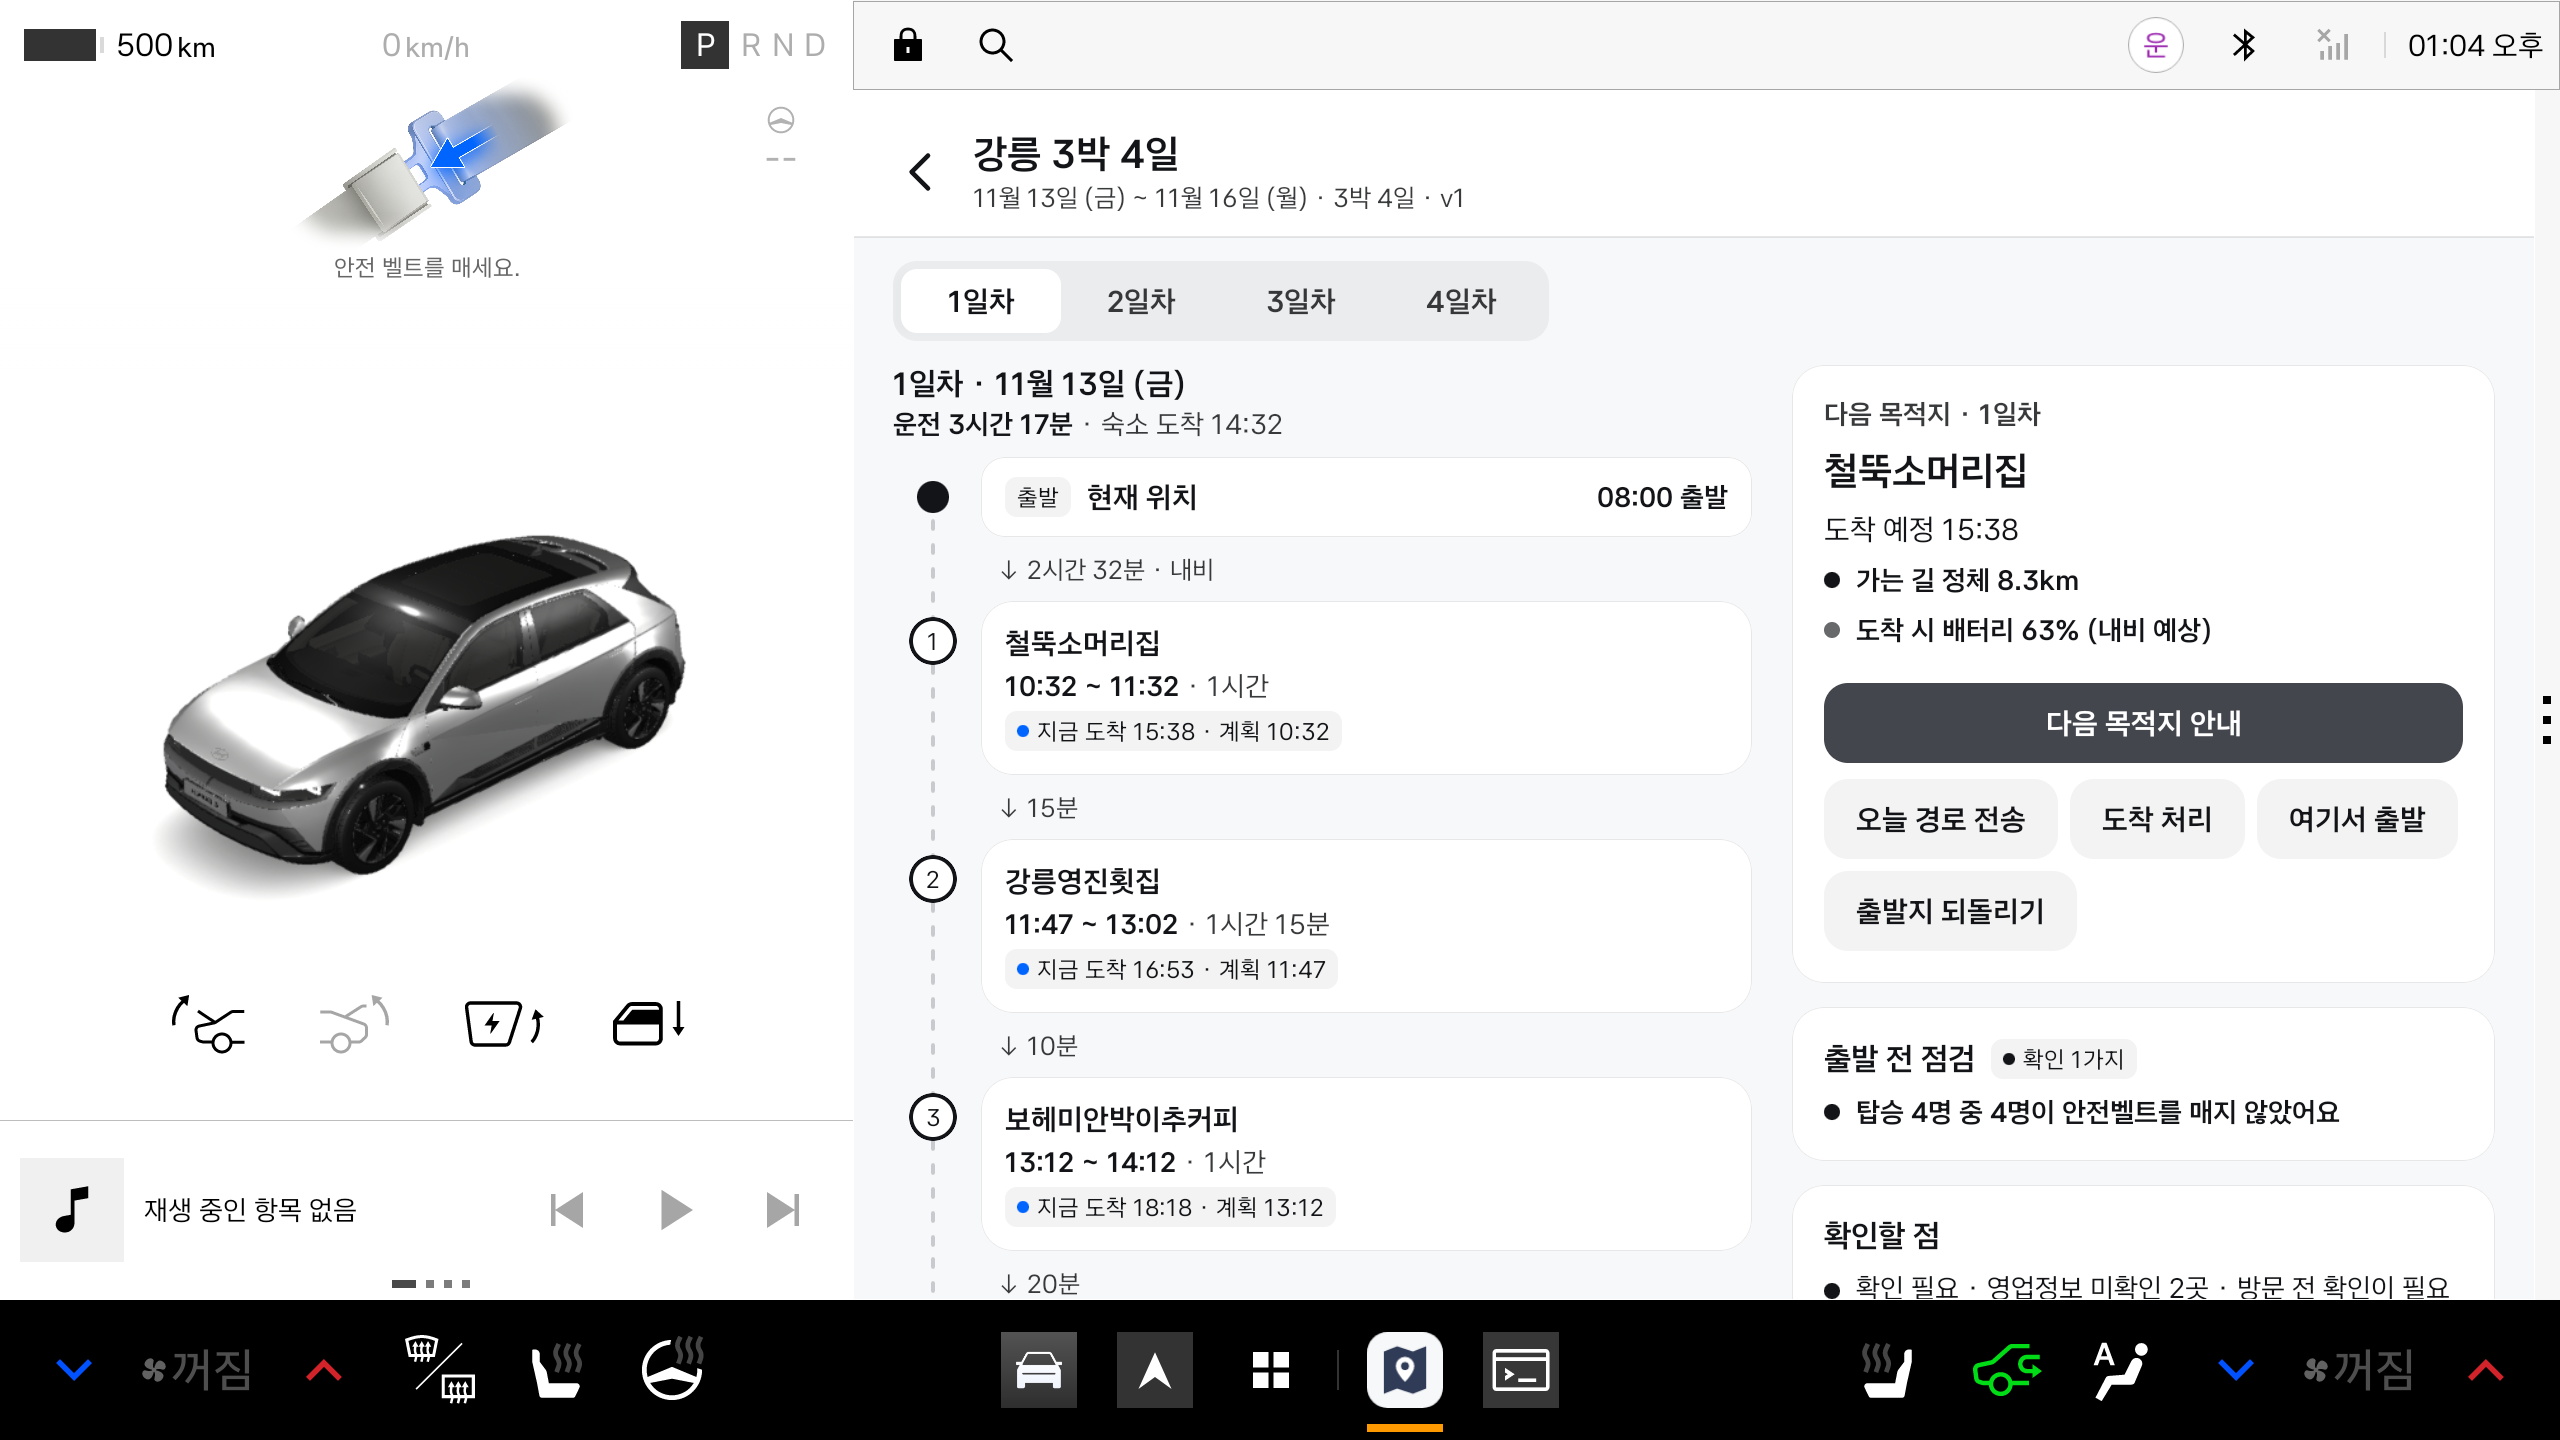 500 km
0 km/h
P R N D
안전 벨트를 매세요.
재생 중인 항목 없음
운
01:04 오후
강릉 3박 4일
11월 13일 (금) ~ 11월 16일 (월) · 3박 4일 · v1
1일차 2일차 3일차 4일차
1일차 · 11월 13일 (금)
운전 3시간 17분 · 숙소 도착 14:32
출발 현재 위치 08:00 출발
↓ 2시간 32분 · 내비
1
철뚝소머리집
10:32 ~ 11:32 · 1시간
지금 도착 15:38 · 계획 10:32
↓ 15분
2
강릉영진횟집
11:47 ~ 13:02 · 1시간 15분
지금 도착 16:53 · 계획 11:47
↓ 10분
3
보헤미안박이추커피
13:12 ~ 14:12 · 1시간
지금 도착 18:18 · 계획 13:12
↓ 20분
다음 목적지 · 1일차
철뚝소머리집
도착 예정 15:38
가는 길 정체 8.3km
도착 시 배터리 63% (내비 예상)
다음 목적지 안내
오늘 경로 전송 도착 처리 여기서 출발
출발지 되돌리기
출발 전 점검 확인 1가지
탑승 4명 중 4명이 안전벨트를 매지 않았어요
확인할 점
확인 필요 · 영업정보 미확인 2곳 · 방문 전 확인이 필요
꺼짐
A
꺼짐